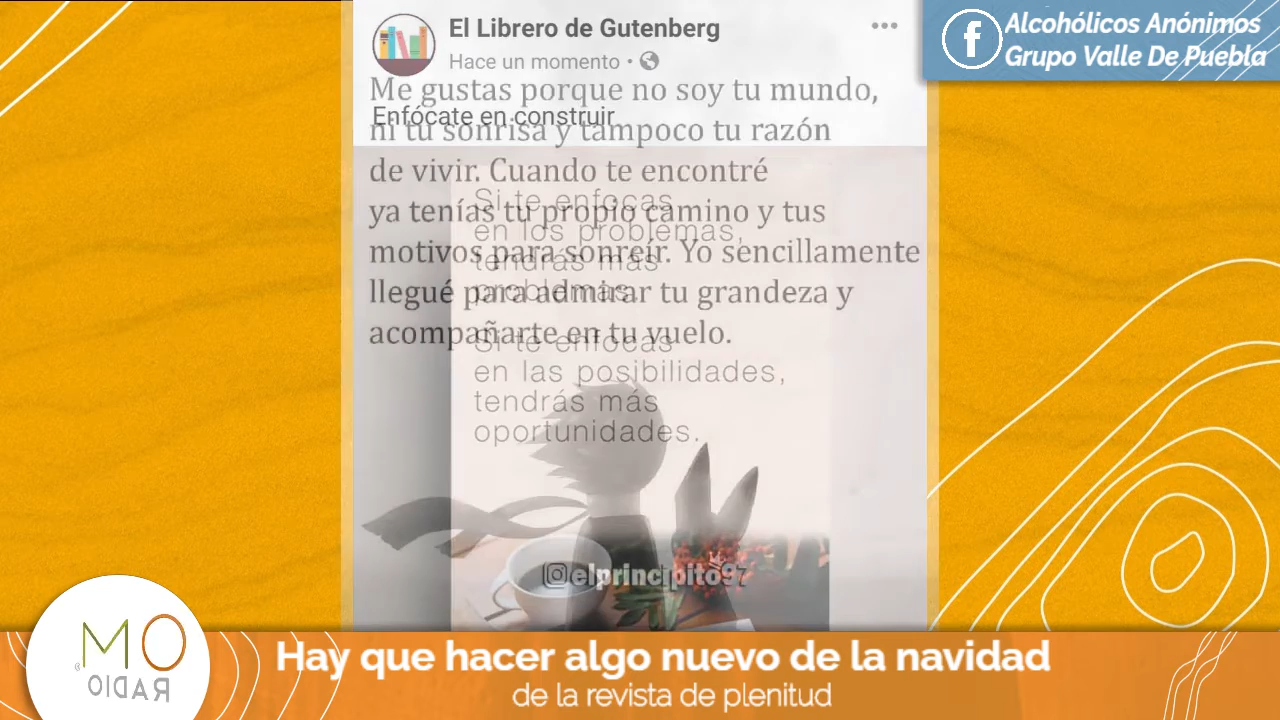 El Librero de Gutenberg
Hace un momento
Alcohólicos Anónimos
Grupo Valle De Puebla
Me gustas porque no soy tu mundo,
ni tu sonrisa y tampoco tu razón
de vivir. Cuando te encontré
ya tenías tu propio camino y tus
motivos para sonreír. Yo sencillamente
llegué para admirar tu grandeza y
acompañarte en tu vuelo.
Enfócate en construir
Si te enfocas
en los problemas,
tendrás más
problemas.
Si te enfocas
en las posibilidades,
tendrás más
oportunidades.
@elprincipito97
MO
RADIO
Hay que hacer algo nuevo de la navidad
de la revista de plenitud